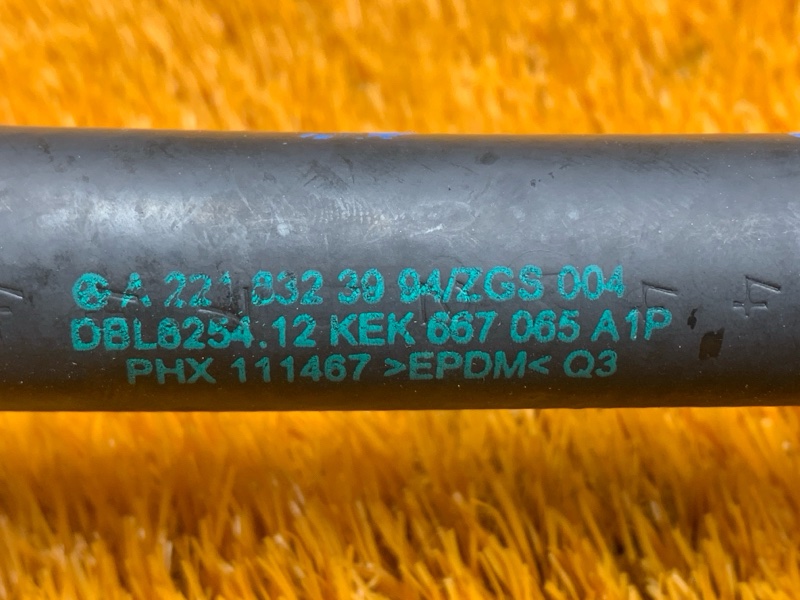 A 221 832 39 94/ZGS 004
DBL6254.12 KEK 667 065 A1P
PHX 111467 >EPDM< Q3